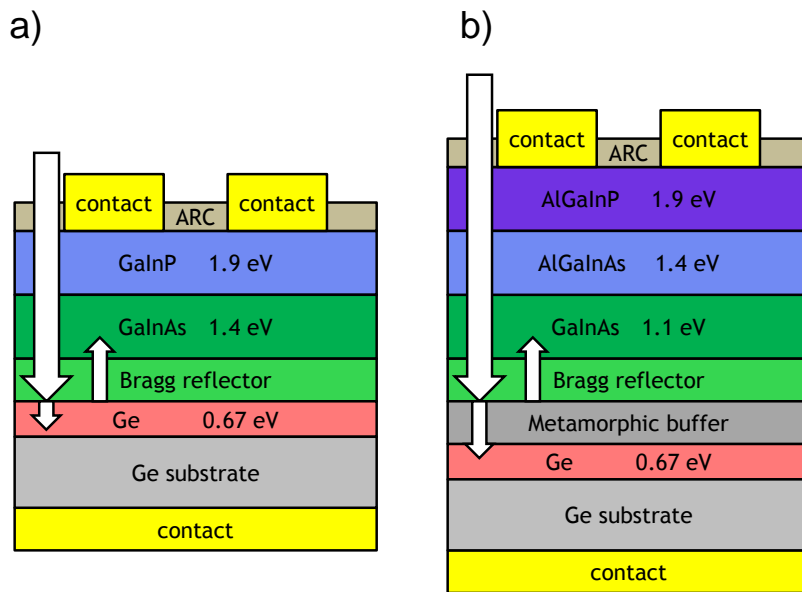 a)
contact contact
ARC
GaInP 1.9 eV
GaInAs 1.4 eV
Bragg reflector
Ge 0.67 eV
Ge substrate
contact
b)
contact contact
ARC
AlGaInP 1.9 eV
AlGaInAs 1.4 eV
GaInAs 1.1 eV
Bragg reflector
Metamorphic buffer
Ge 0.67 eV
Ge substrate
contact